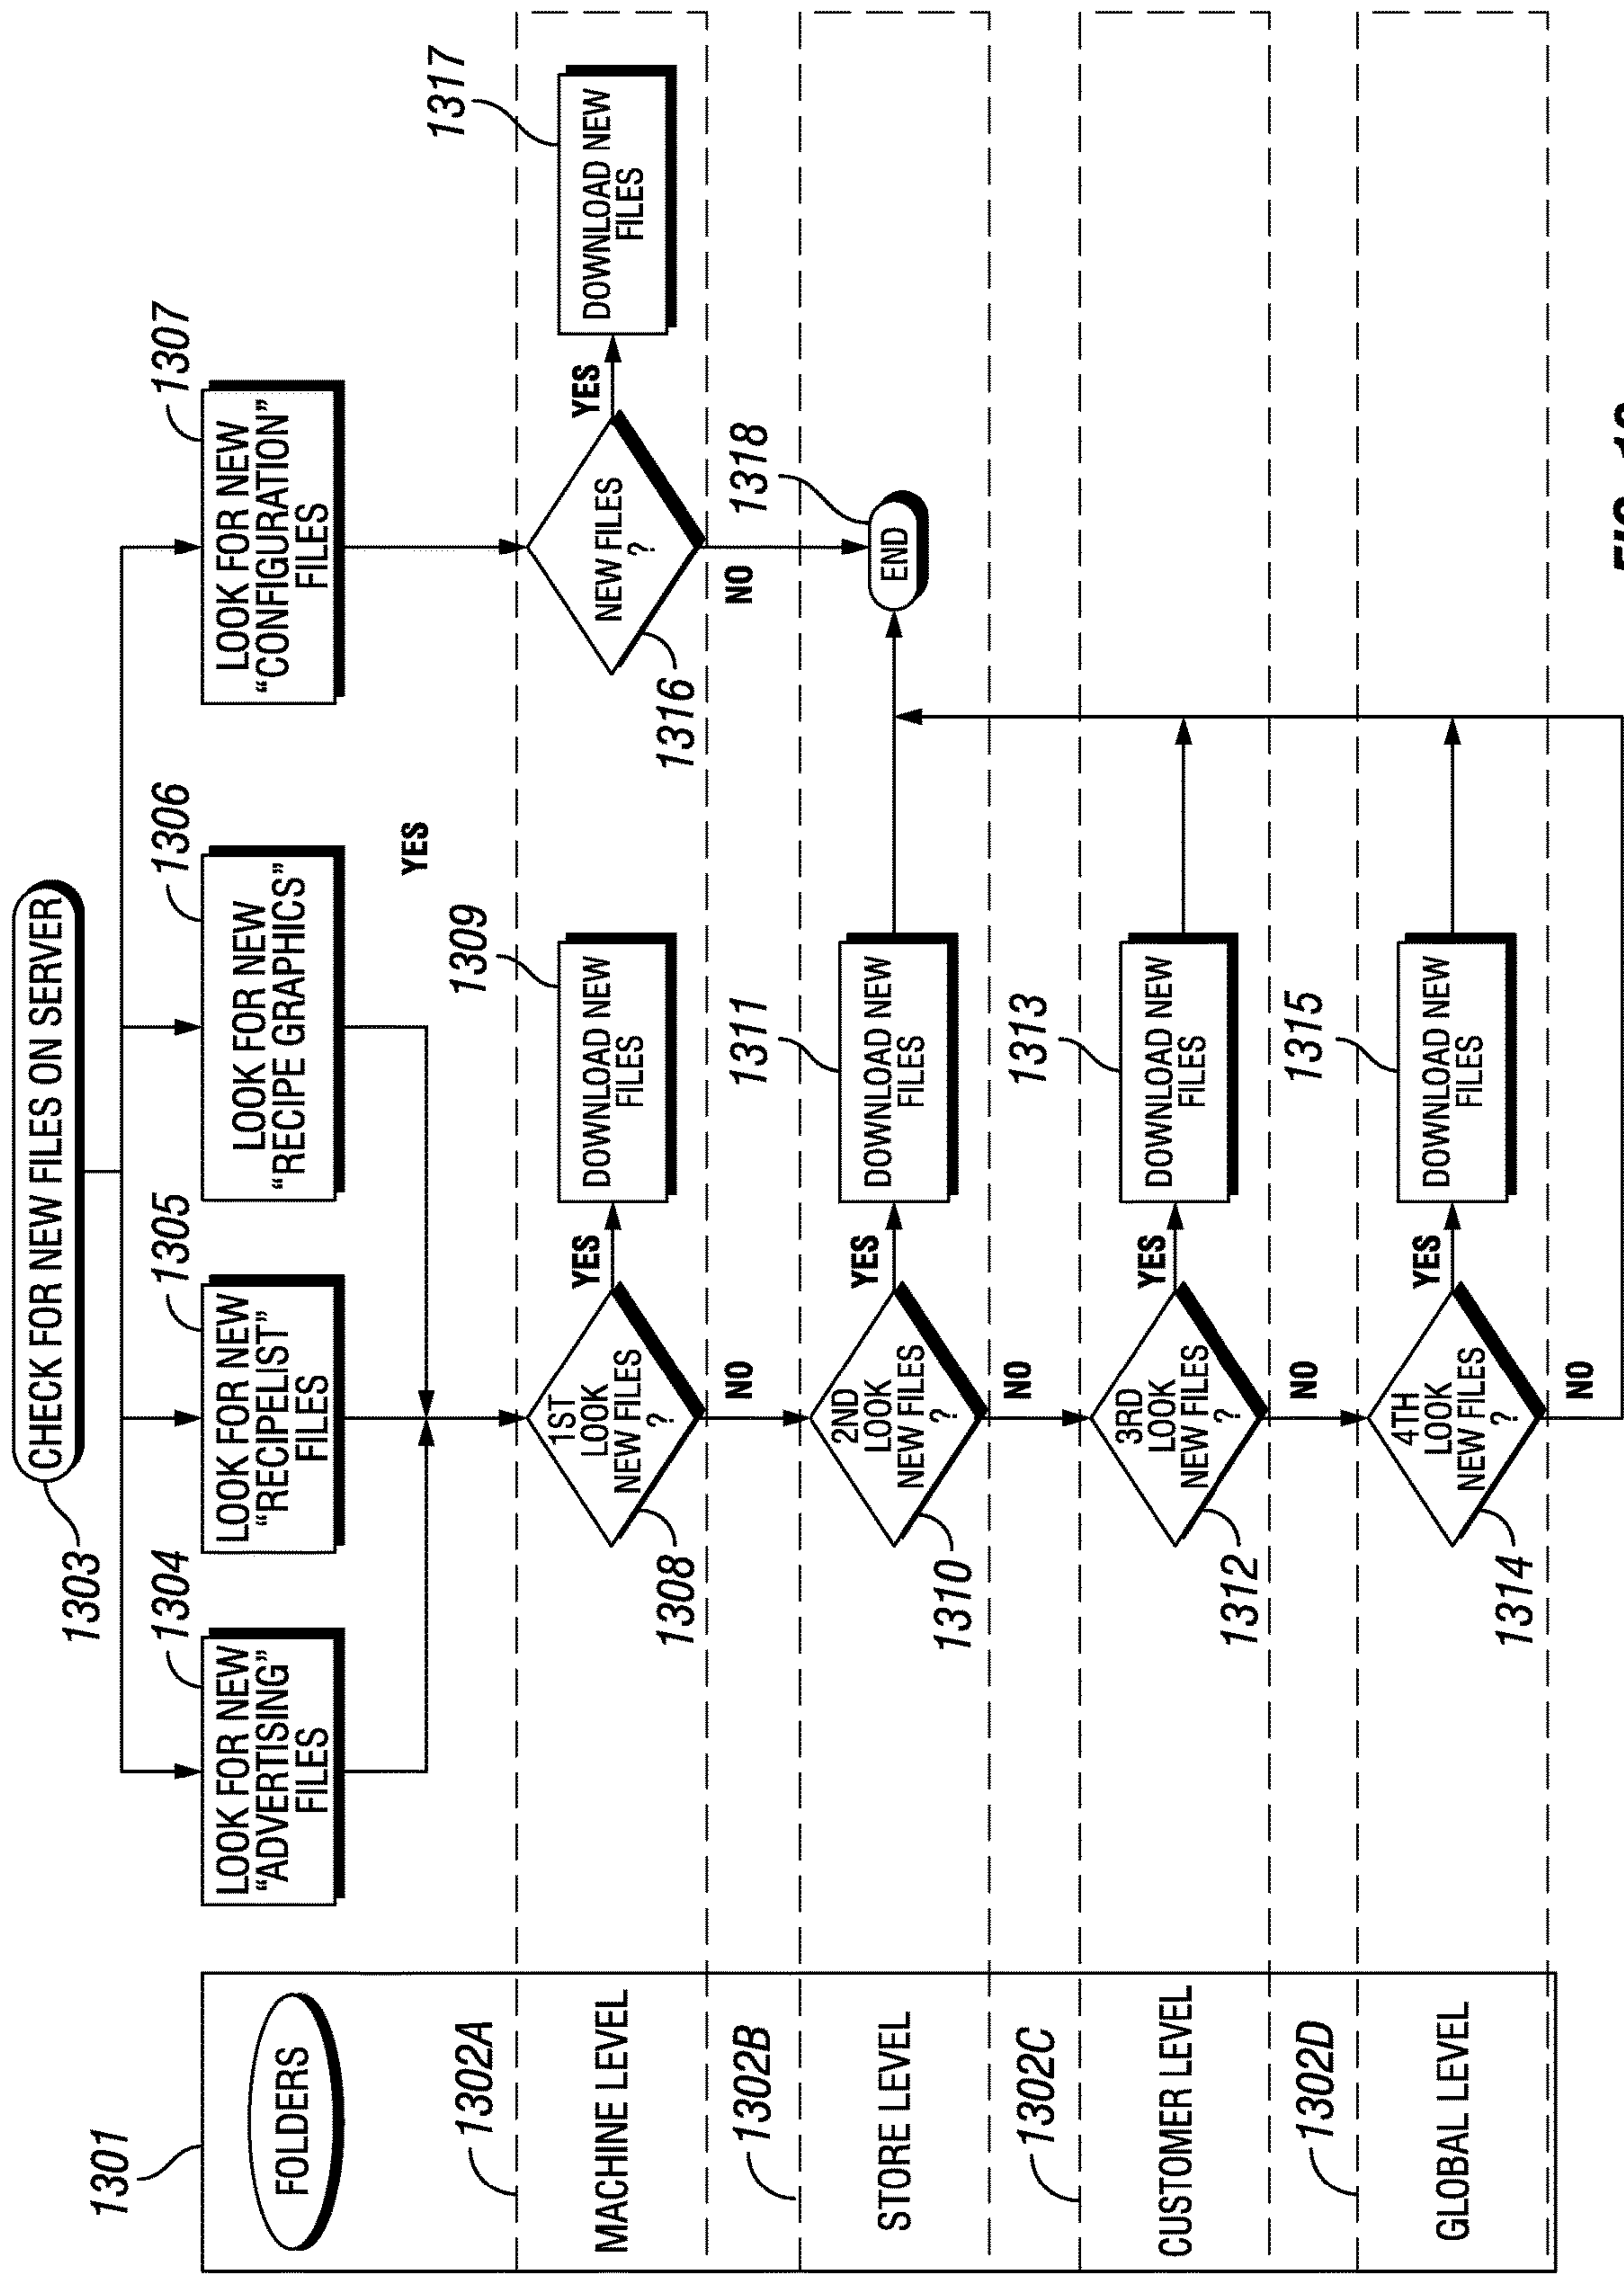 CHECK FOR NEW FILES ON SERVER
1303
1301
FOLDERS
1304
LOOK FOR NEW
“ADVERTISING”
FILES
1305
LOOK FOR NEW
“RECIPELIST”
FILES
1306
LOOK FOR NEW
“RECIPE GRAPHICS”
1307
LOOK FOR NEW
“CONFIGURATION”
FILES
YES
1302A
MACHINE LEVEL
1308
1ST
LOOK
NEW FILES
?
YES
1309
DOWNLOAD NEW
FILES
1316
NEW FILES
?
YES
1317
DOWNLOAD NEW
FILES
NO
NO
1302B
STORE LEVEL
1310
2ND
LOOK
NEW FILES
?
YES
1311
DOWNLOAD NEW
FILES
1318
END
NO
1302C
CUSTOMER LEVEL
1312
3RD
LOOK
NEW FILES
?
YES
1313
DOWNLOAD NEW
FILES
NO
1302D
GLOBAL LEVEL
1314
4TH
LOOK
NEW FILES
?
YES
1315
DOWNLOAD NEW
FILES
NO